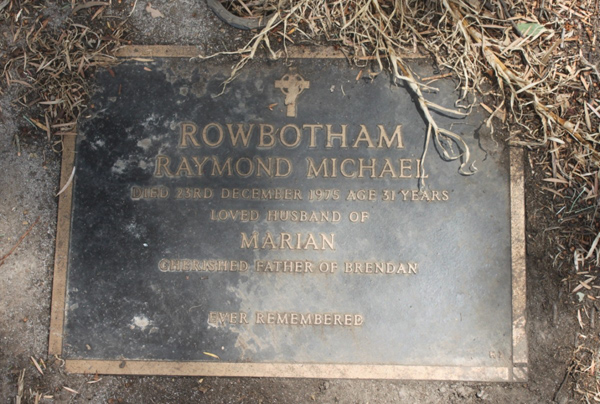 ROWBOTHAM
RAYMOND MICHAEL
DIED 23RD DECEMBER 1975 AGE 31 YEARS
LOVED HUSBAND OF
MARIAN
CHERISHED FATHER OF BRENDAN
EVER REMEMBERED